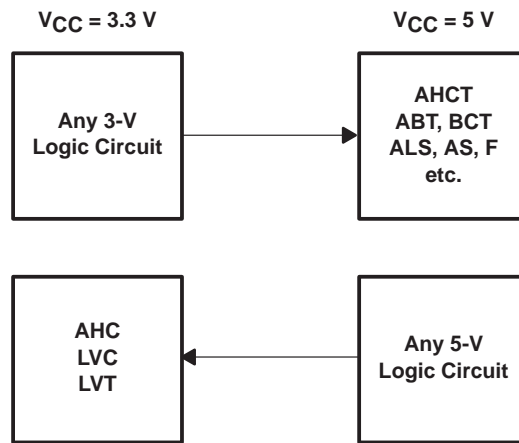 VCC = 3.3 V
VCC = 5 V
Any 3-V
Logic Circuit
AHCT
ABT, BCT
ALS, AS, F
etc.
AHC
LVC
LVT
Any 5-V
Logic Circuit